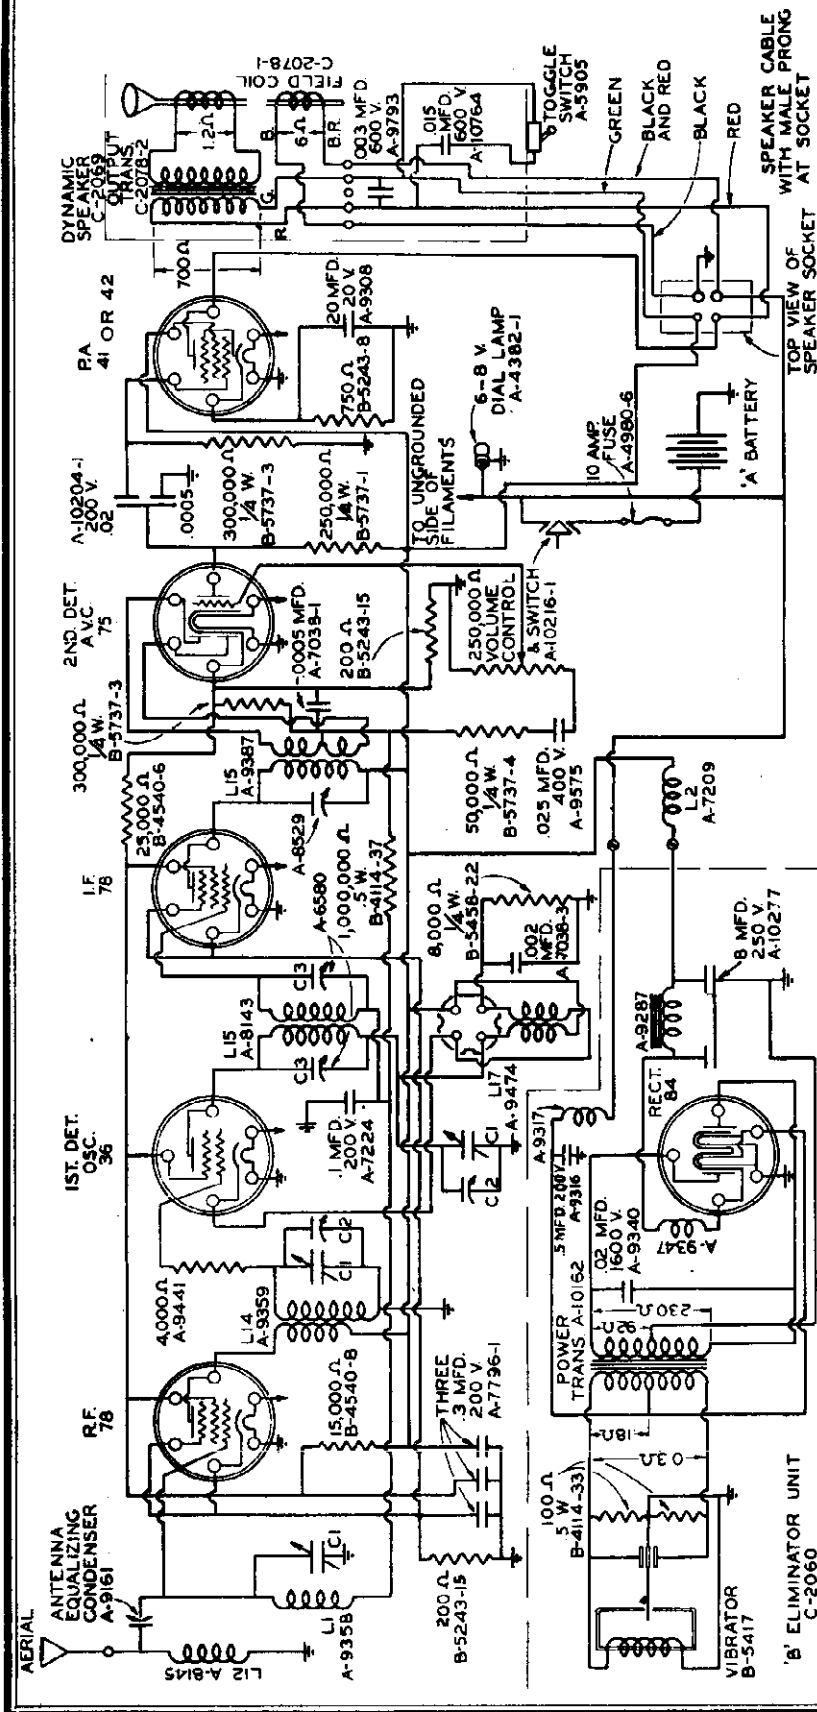 AERIAL
ANTENNA
EQUALIZING
CONDENSER
A-9161
L12 A-8145
L1
A-9358
C1
R.F.
78
200 Ω
B-5243-15
15,000 Ω
B-4540-8
THREE
.3 MFD.
200 V.
A-7796-1
4,000 Ω
A-9441
L14
A-9359
C1
C2
1ST. DET.
OSC.
36
.1 MFD.
200 V.
A-7224
C3
L15
A-8143
C3
C2
C1
I.F.
78
A-6580
1,000,000 Ω
.5 W.
B-4114-37
A-8529
L15
A-9387
25,000 Ω
B-4540-6
300,000 Ω
1/4 W.
B-5737-3
L17
A-9474
8,000 Ω
1/4 W.
B-5458-22
.002
MFD.
A-7038-3
50,000 Ω
1/4 W.
B-5737-4
.025 MFD.
400 V.
A-9575
2ND. DET.
A.V.C.
75
.0005 MFD.
A-7038-1
200 Ω
B-5243-15
250,000 Ω
VOLUME
CONTROL
& SWITCH
A-10216-1
A-10204-1
200 V.
.02
.0005
300,000 Ω
1/4 W.
B-5737-3
250,000 Ω
1/4 W.
B-5737-1
TO UNGROUNDED
SIDE OF
FILAMENTS
P.A.
41 OR 42
750 Ω
B-5243-8
20 MFD.
20 V.
A-9308
6-8 V.
DIAL LAMP
A-4382-1
10 AMP.
FUSE
A-4980-6
'A' BATTERY
DYNAMIC
SPEAKER
C-2069
OUTPUT
TRANS.
C-2078-2
700 Ω
1.2 Ω
FIELD COIL
C-2078-1
6 Ω
R.
G.
B.
B.R.
.003 MFD.
600 V.
A-9793
.015
MFD.
600 V.
A-10764
TOGGLE
SWITCH
A-5905
GREEN
BLACK
AND RED
BLACK
RED
SPEAKER CABLE
WITH MALE PRONG
AT SOCKET
TOP VIEW OF
SPEAKER SOCKET
VIBRATOR
B-5417
'B' ELIMINATOR UNIT
C-2060
100 Ω
.5 W
B-4114-33
.18 Ω
0.3 Ω
POWER
TRANS. A-10162
92 Ω
230 Ω
.02 MFD.
1600 V.
A-9340
.5 MFD. 200 V.
A-9316
A-9317
A-9347
RECT.
84
A-9287
8 MFD.
250 V.
A-10277
L2
A-7209